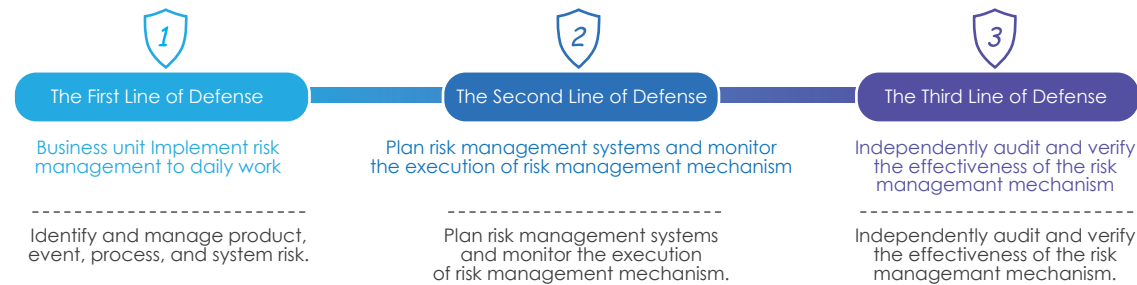 1
The First Line of Defense
Business unit Implement risk
management to daily work
Identify and manage product,
event, process, and system risk.
2
The Second Line of Defense
Plan risk management systems and monitor
the execution of risk management mechanism
Plan risk management systems
and monitor the execution
of risk management mechanism.
3
The Third Line of Defense
Independently audit and verify
the effectiveness of the risk
managemant mechanism
Independently audit and verify
the effectiveness of the risk
managemant mechanism.